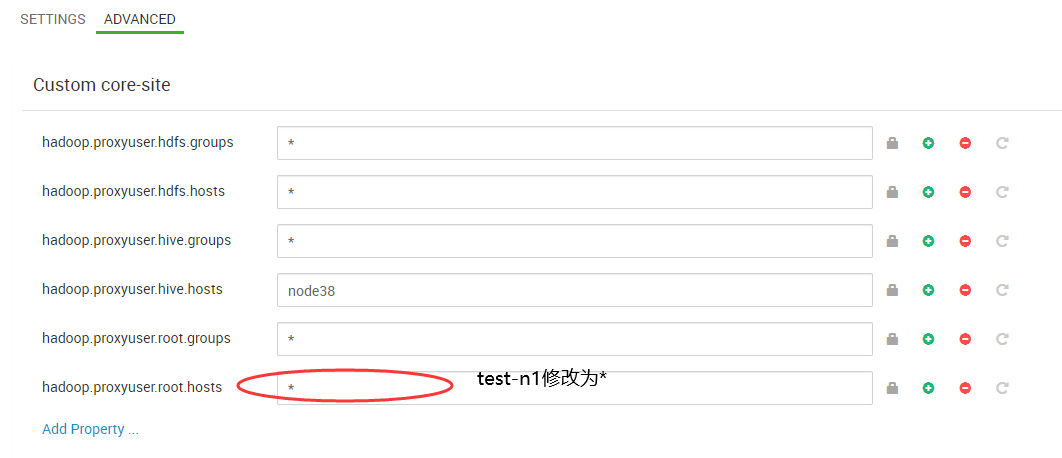 SETTINGS ADVANCED
Custom core-site
hadoop.proxyuser.hdfs.groups *
hadoop.proxyuser.hdfs.hosts *
hadoop.proxyuser.hive.groups *
hadoop.proxyuser.hive.hosts node38
hadoop.proxyuser.root.groups *
hadoop.proxyuser.root.hosts * test-n1修改为*
Add Property ...